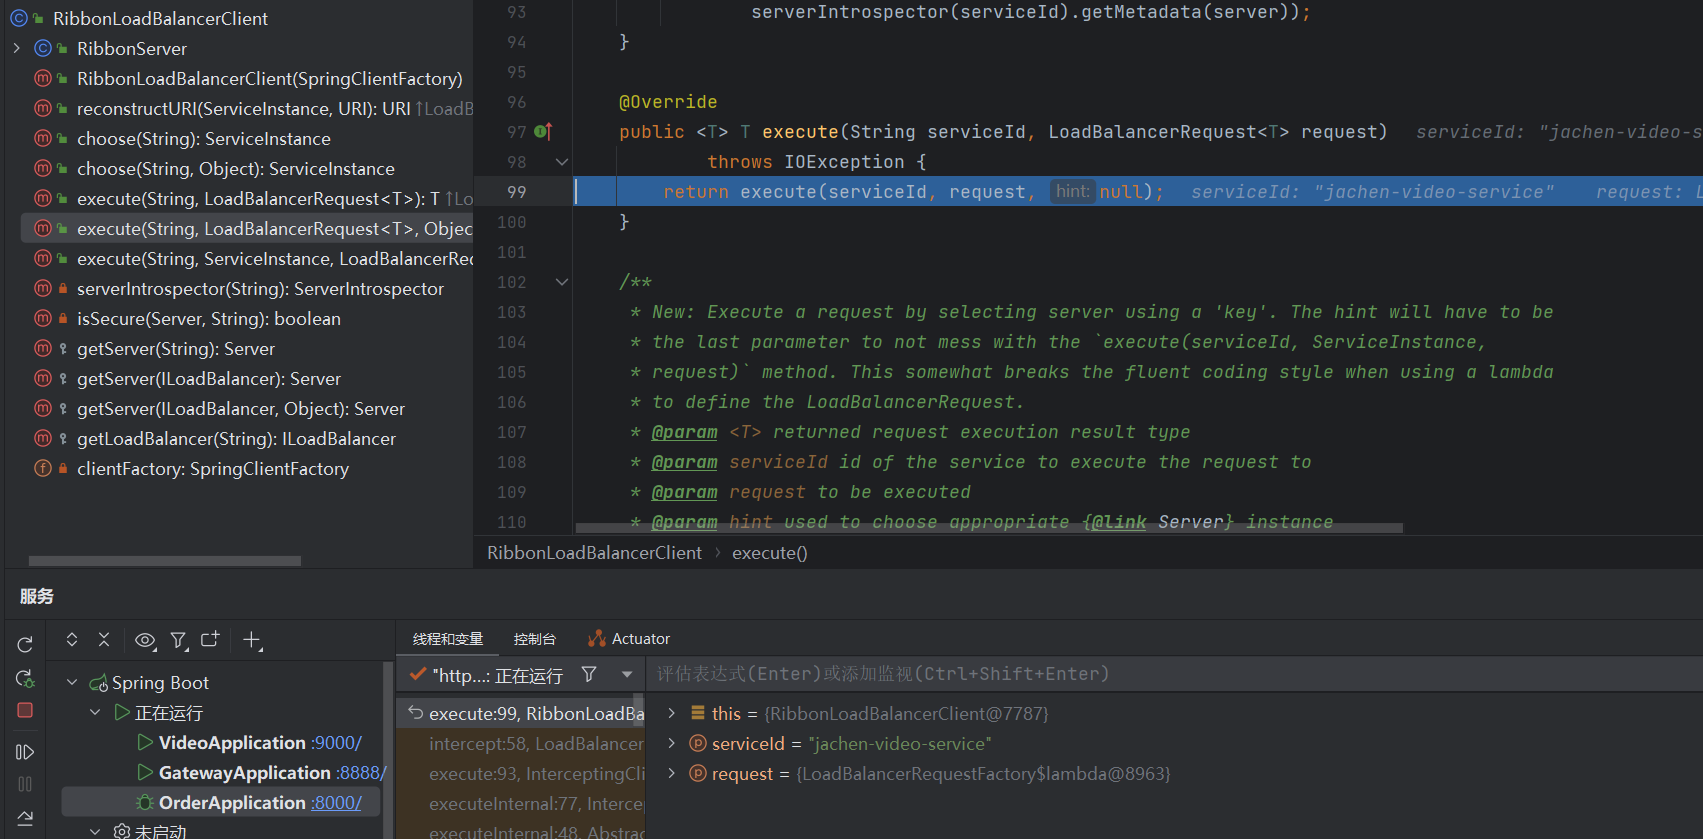 RibbonLoadBalancerClient
RibbonServer
RibbonLoadBalancerClient(SpringClientFactory)
reconstructURI(ServiceInstance, URI): URI ↑LoadB
choose(String): ServiceInstance
choose(String, Object): ServiceInstance
execute(String, LoadBalancerRequest<T>): T ↑Lo
execute(String, LoadBalancerRequest<T>, Objec
execute(String, ServiceInstance, LoadBalancerRec
serverIntrospector(String): ServerIntrospector
isSecure(Server, String): boolean
getServer(String): Server
getServer(ILoadBalancer): Server
getServer(ILoadBalancer, Object): Server
getLoadBalancer(String): ILoadBalancer
clientFactory: SpringClientFactory
93 serverIntrospector(serviceId).getMetadata(server));
94 }
95
96 @Override
97 public <T> T execute(String serviceId, LoadBalancerRequest<T> request) serviceId: "jachen-video-s
98 throws IOException {
99 return execute(serviceId, request, hint: null); serviceId: "jachen-video-service" request: L
100 }
101
102 /**
103 * New: Execute a request by selecting server using a 'key'. The hint will have to be
104 * the last parameter to not mess with the `execute(serviceId, ServiceInstance,
105 * request)` method. This somewhat breaks the fluent coding style when using a lambda
106 * to define the LoadBalancerRequest.
107 * @param <T> returned request execution result type
108 * @param serviceId id of the service to execute the request to
109 * @param request to be executed
110 * @param hint used to choose appropriate {@link Server} instance
RibbonLoadBalancerClient › execute()
服务
Spring Boot
正在运行
VideoApplication :9000/
GatewayApplication :8888/
OrderApplication :8000/
未启动
线程和变量 控制台 Actuator
"http...: 正在运行
评估表达式(Enter)或添加监视(Ctrl+Shift+Enter)
execute:99, RibbonLoadBa
intercept:58, LoadBalancer
execute:93, InterceptingCli
executeInternal:77, Interce
executeInternal:48, Abstrac
this = {RibbonLoadBalancerClient@7787}
serviceId = "jachen-video-service"
request = {LoadBalancerRequestFactory$lambda@8963}